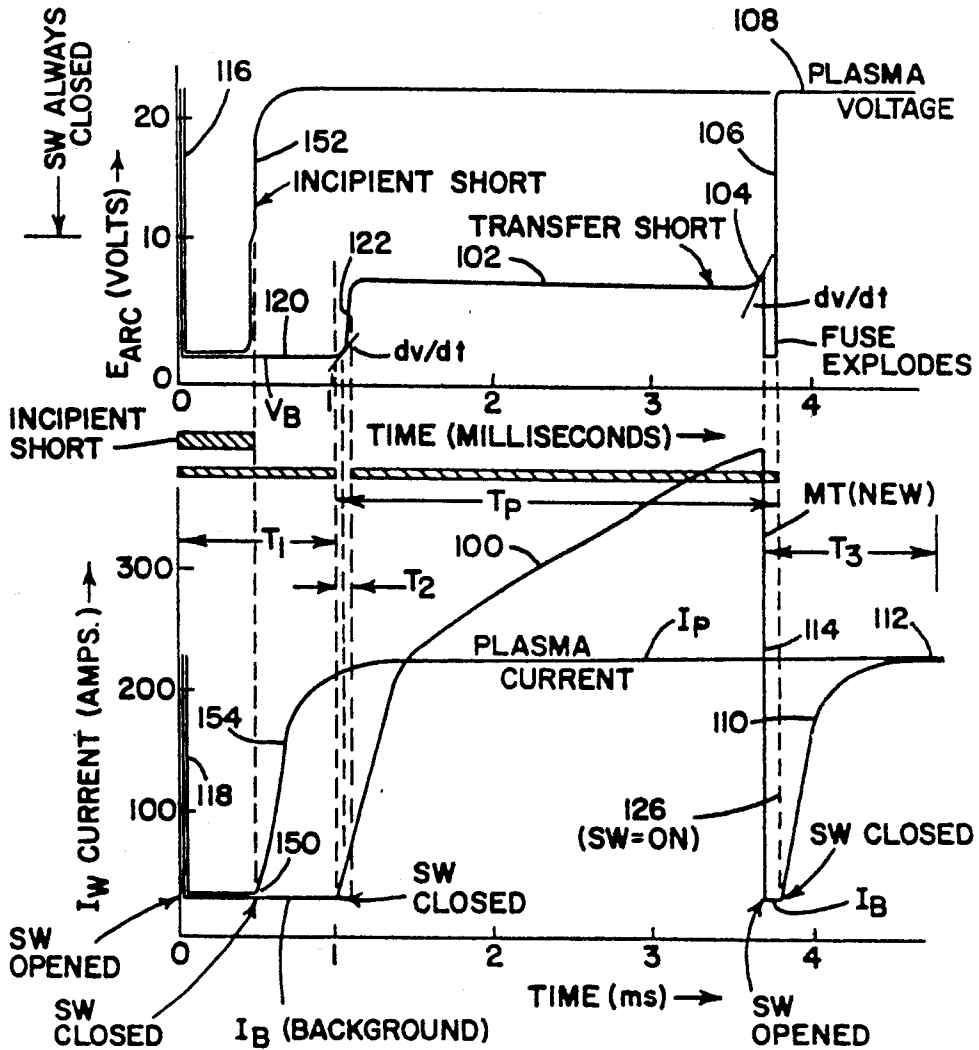 SW ALWAYS
CLOSED
E_ARC (VOLTS) →
20
10
0
116
152
INCIPIENT SHORT
122
120
TRANSFER SHORT
102
104
106
108
PLASMA
VOLTAGE
dv/dt
dv/dt
FUSE
EXPLODES
V_B
0
1
2
3
4
TIME (MILLISECONDS) →
INCIPIENT
SHORT
T_P
MT(NEW)
T_1
T_2
T_3
100
I_P
114
112
PLASMA
CURRENT
110
154
118
150
126
(SW=ON)
SW CLOSED
SW
CLOSED
I_B
I_W CURRENT (AMPS.) →
300
200
100
SW
OPENED
0
1
2
3
4
SW
CLOSED
I_B (BACKGROUND)
TIME (ms) →
SW
OPENED